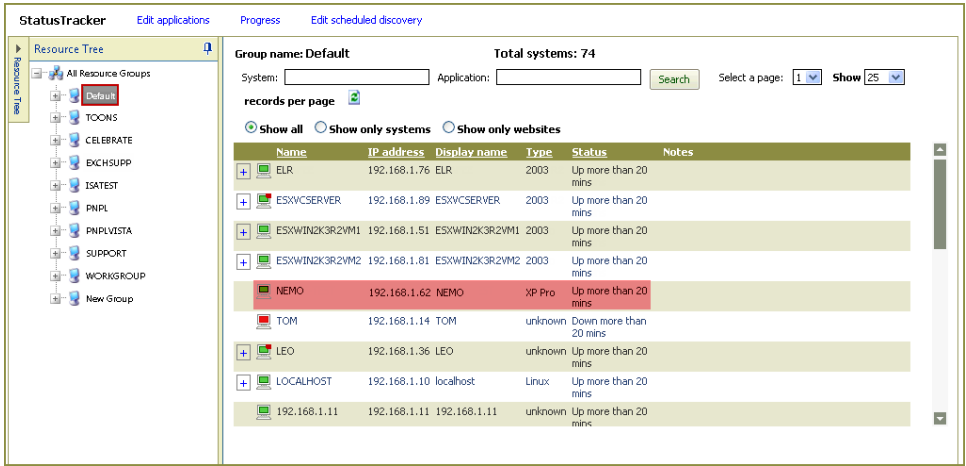 StatusTracker Edit applications Progress Edit scheduled discovery
Resource Tree
Resource Tree
All Resource Groups
Default
TOONS
CELEBRATE
EXCHSUPP
ISATEST
PNPL
PNPLVISTA
SUPPORT
WORKGROUP
New Group
Group name: Default Total systems: 74
System: Application: Search Select a page: 1 Show 25
records per page
Show all Show only systems Show only websites
Name IP address Display name Type Status Notes
ELR 192.168.1.76 ELR 2003 Up more than 20
mins
ESXVCSERVER 192.168.1.89 ESXVCSERVER 2003 Up more than 20
mins
ESXWIN2K3R2VM1 192.168.1.51 ESXWIN2K3R2VM1 2003 Up more than 20
mins
ESXWIN2K3R2VM2 192.168.1.81 ESXWIN2K3R2VM2 2003 Up more than 20
mins
NEMO 192.168.1.62 NEMO XP Pro Up more than 20
mins
TOM 192.168.1.14 TOM unknown Down more than
20 mins
LEO 192.168.1.36 LEO unknown Up more than 20
mins
LOCALHOST 192.168.1.10 localhost Linux Up more than 20
mins
192.168.1.11 192.168.1.11 192.168.1.11 unknown Up more than 20
mins